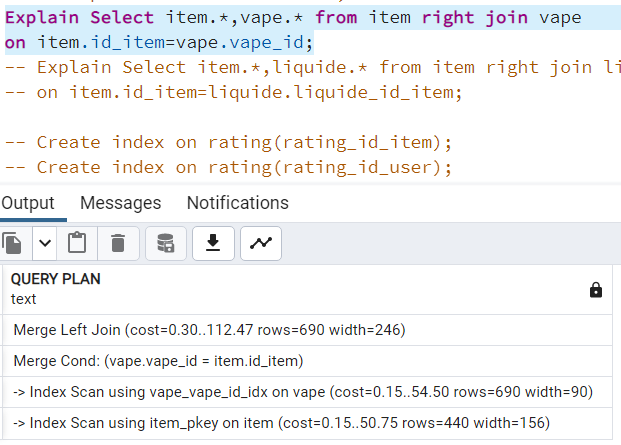 Explain Select item.*,vape.* from item right join vape
on item.id_item=vape.vape_id;
-- Explain Select item.*,liquide.* from item right join li
-- on item.id_item=liquide.liquide_id_item;
-- Create index on rating(rating_id_item);
-- Create index on rating(rating_id_user);
Output Messages Notifications
QUERY PLAN
text
Merge Left Join (cost=0.30..112.47 rows=690 width=246)
Merge Cond: (vape.vape_id = item.id_item)
-> Index Scan using vape_vape_id_idx on vape (cost=0.15..54.50 rows=690 width=90)
-> Index Scan using item_pkey on item (cost=0.15..50.75 rows=440 width=156)